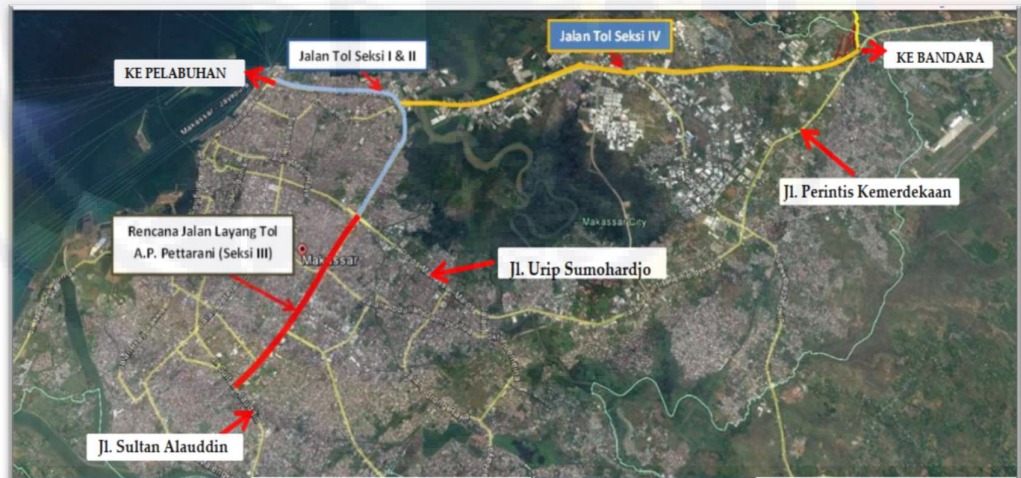 Jalan Tol Seksi IV
Jalan Tol Seksi I & II
KE BANDARA
KE PELABUHAN
Makassar -
Jl. Perintis Kemerdekaan
Makassar City
Rencana Jalan Layang Tol
A.P. Pettarani (Seksi III)
Makassar
Jl. Urip Sumohardjo
Jl. Sultan Alauddin